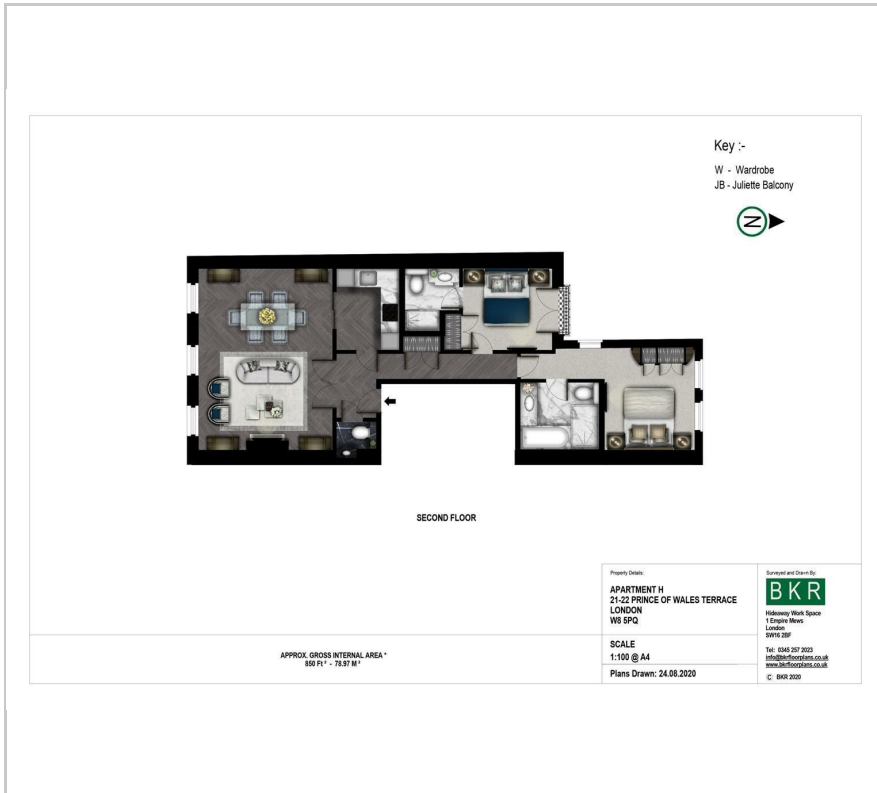 Key :-
W - Wardrobe
JB - Juliette Balcony
N
SECOND FLOOR
Property Details:
APARTMENT H
21-22 PRINCE OF WALES TERRACE
LONDON
W8 5PQ
SCALE
1:100 @ A4
Plans Drawn: 24.08.2020
Surveyed and Drawn By:
BKR
Hideaway Work Space
1 Empire Mews
London
SW16 2BF
Tel: 0345 257 2023
info@bkrfloorplans.co.uk
www.bkrfloorplans.co.uk
C BKR 2020
APPROX. GROSS INTERNAL AREA *
850 Ft ² - 78.97 M ²